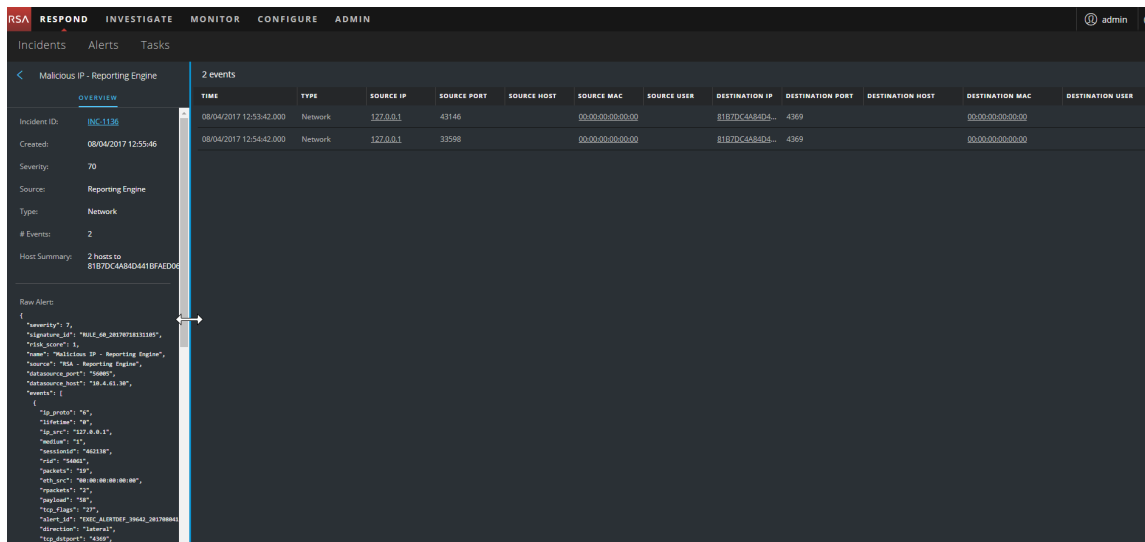 RSA RESPOND INVESTIGATE MONITOR CONFIGURE ADMIN admin
Incidents Alerts Tasks
Malicious IP - Reporting Engine
OVERVIEW
Incident ID: INC-1136
Created: 08/04/2017 12:55:46
Severity: 70
Source: Reporting Engine
Type: Network
# Events: 2
Host Summary: 2 hosts to
81B7DC4A84D441BFAED06
Raw Alert:
{
"severity": 7,
"signature_id": "RULE_60_20170718131105",
"risk_score": 1,
"name": "Malicious IP - Reporting Engine",
"source": "RSA - Reporting Engine",
"datasource_port": "56005",
"datasource_host": "10.4.61.30",
"events": [
{
"ip_proto": "6",
"lifetime": "0",
"ip_src": "127.0.0.1",
"medium": "1",
"sessionid": "462138",
"rid": "54061",
"packets": "19",
"eth_src": "00:00:00:00:00:00",
"rpackets": "2",
"payload": "58",
"tcp_flags": "27",
"alert_id": "EXEC_ALERTDEF_39642_201708041
"direction": "lateral",
"tcp_dstport": "4369",
2 events
TIME TYPE SOURCE IP SOURCE PORT SOURCE HOST SOURCE MAC SOURCE USER DESTINATION IP DESTINATION PORT DESTINATION HOST DESTINATION MAC DESTINATION USER
08/04/2017 12:53:42.000 Network 127.0.0.1 43146 00:00:00:00:00:00 81B7DC4A84D4... 4369 00:00:00:00:00:00
08/04/2017 12:54:42.000 Network 127.0.0.1 33598 00:00:00:00:00:00 81B7DC4A84D4... 4369 00:00:00:00:00:00